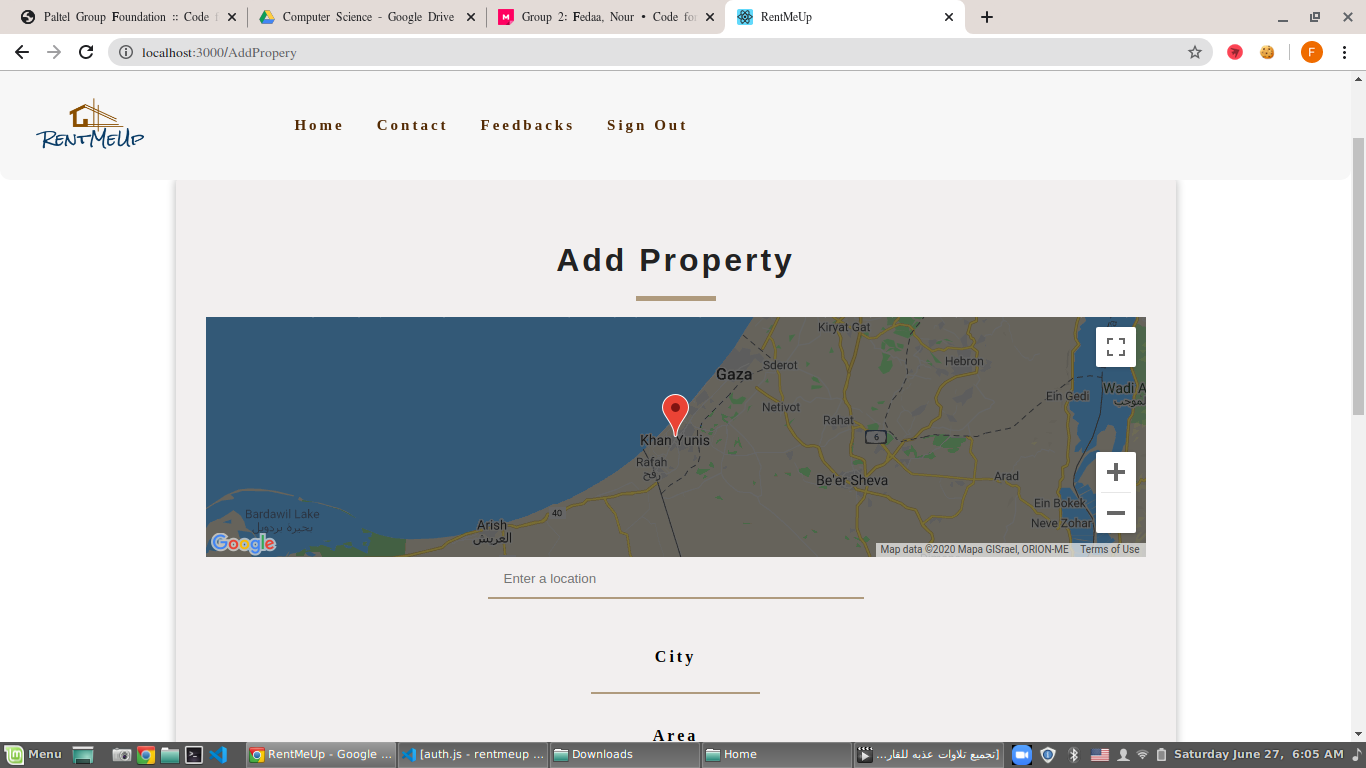 Paltel Group Foundation :: Code f
Computer Science - Google Drive
Group 2: Fedaa, Nour • Code fo
RentMeUp
localhost:3000/AddPropery
F
RentMeUp
Home
Contact
Feedbacks
Sign Out
Add Property
Kiryat Gat
Sderot
Hebron
Gaza
Ein Gedi
Wadi A
الموجب
Netivot
Rahat
6
Khan Yunis
Rafah
رفح
Be'er Sheva
Arad
Ein Bokek
Neve Zohar
Bardawil Lake
بحيرة بردويل
40
Arish
العريش
Google
Map data ©2020 Mapa GISrael, ORION-ME
Terms of Use
Enter a location
City
Area
Menu
RentMeUp - Google ...
[auth.js - rentmeup ...
Downloads
Home
[تجميع تلاوات عذبه للقار...
Saturday June 27, 6:05 AM